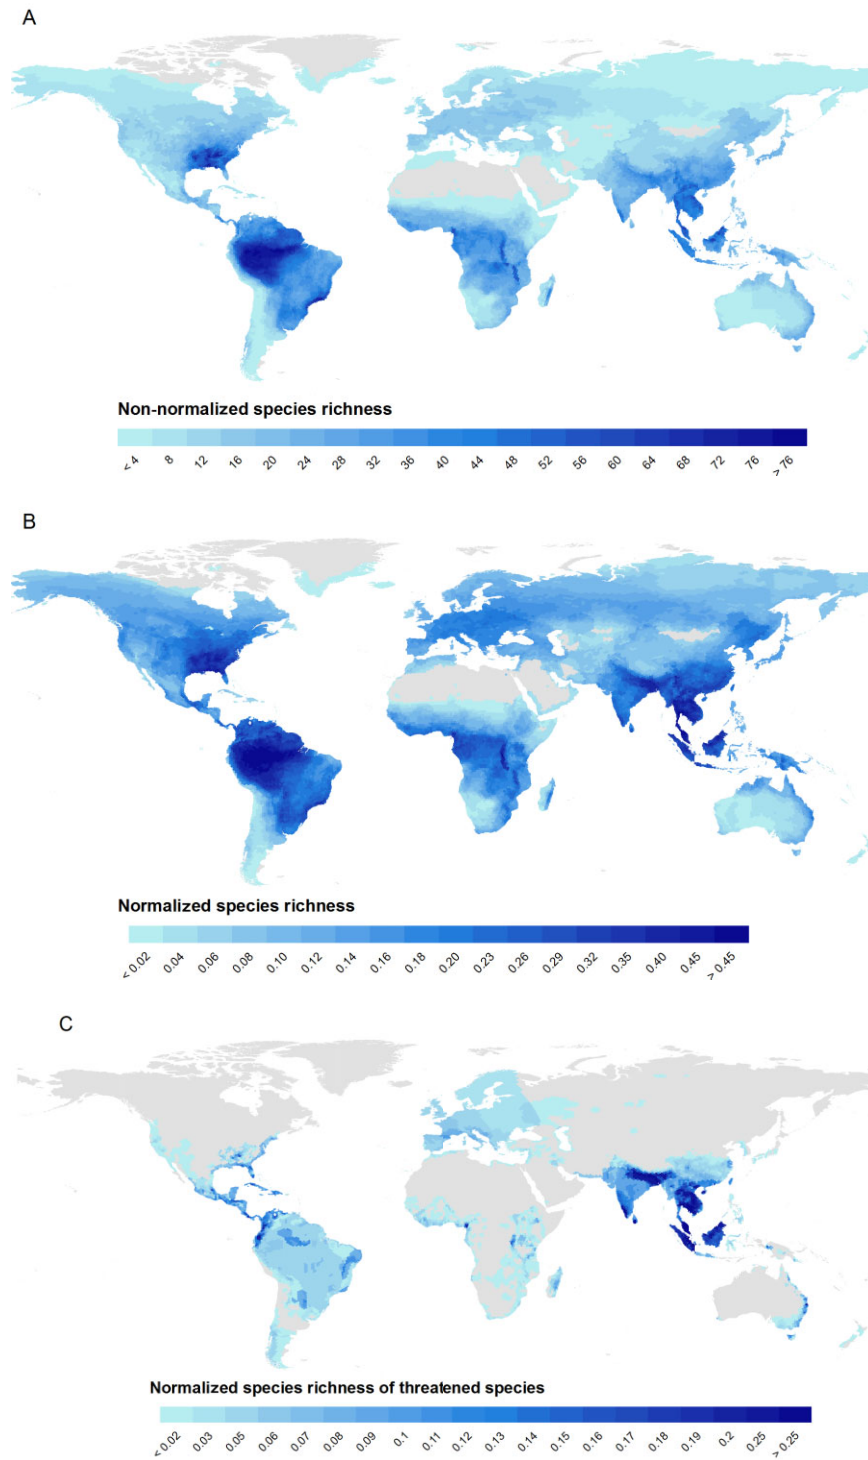 A
Non-normalized species richness
< 4 8 12 16 20 24 28 32 36 40 44 48 52 56 60 64 68 72 76 > 76
B
Normalized species richness
< 0.02 0.04 0.06 0.08 0.10 0.12 0.14 0.16 0.18 0.20 0.23 0.26 0.29 0.32 0.35 0.40 0.45 > 0.45
C
Normalized species richness of threatened species
< 0.02 0.03 0.05 0.06 0.07 0.08 0.09 0.1 0.11 0.12 0.13 0.14 0.15 0.16 0.17 0.18 0.19 0.2 0.25 > 0.25